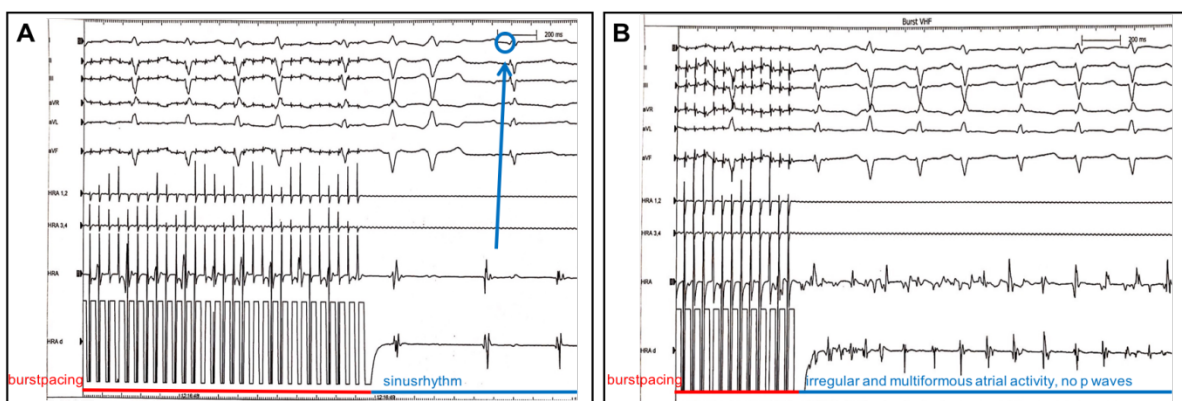 A
200 ms
I
II
III
aVR
aVL
aVF
HRA 1,2
HRA 3,4
HRA
HRA d
burstpacing
sinusrhythm
B
Burst VHF
200 ms
I
II
III
aVR
aVL
aVF
HRA 1,2
HRA 3,4
HRA
HRA d
burstpacing
irregular and multiformous atrial activity, no p waves